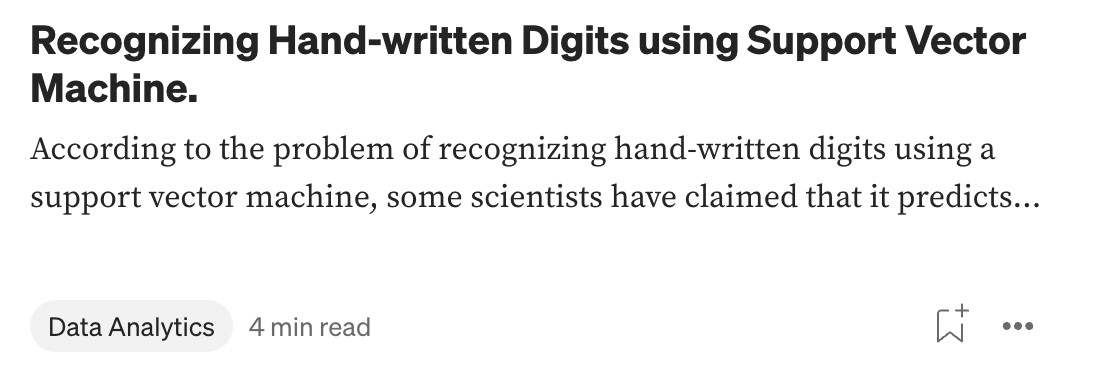 Recognizing Hand-written Digits using Support Vector
Machine.
According to the problem of recognizing hand-written digits using a
support vector machine, some scientists have claimed that it predicts...
Data Analytics 4 min read